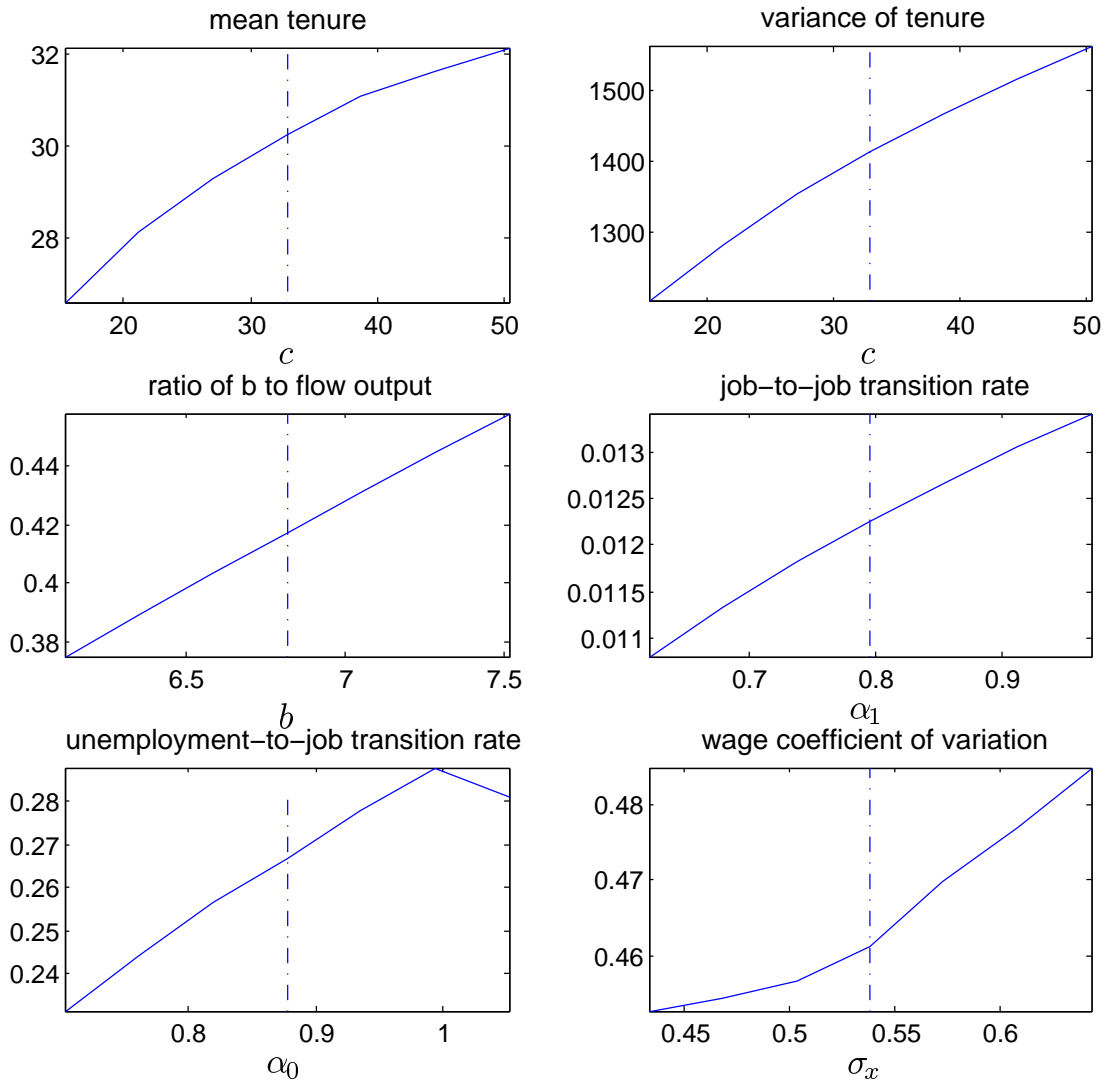 mean tenure
32
30
28
20 30 40 50
c
variance of tenure
1500
1400
1300
20 30 40 50
c
ratio of b to flow output
0.44
0.42
0.4
0.38
6.5 7 7.5
b
job−to−job transition rate
0.013
0.0125
0.012
0.0115
0.011
0.7 0.8 0.9
α₁
unemployment−to−job transition rate
0.28
0.27
0.26
0.25
0.24
0.8 0.9 1
α₀
wage coefficient of variation
0.48
0.47
0.46
0.45 0.5 0.55 0.6
σₓ